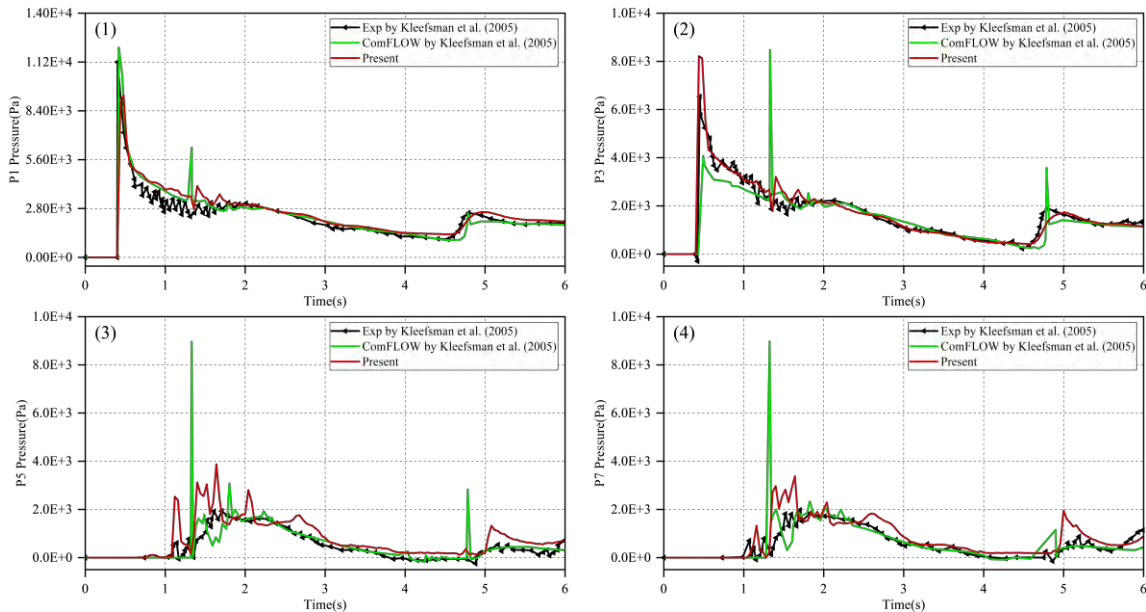 (1)
Exp by Kleefsman et al. (2005)
ComFLOW by Kleefsman et al. (2005)
Present
1.40E+4
1.12E+4
8.40E+3
5.60E+3
2.80E+3
0.00E+0
P1 Pressure(Pa)
0 1 2 3 4 5 6
Time(s)
(2)
Exp by Kleefsman et al. (2005)
ComFLOW by Kleefsman et al. (2005)
Present
1.0E+4
8.0E+3
6.0E+3
4.0E+3
2.0E+3
0.0E+0
P3 Pressure(Pa)
0 1 2 3 4 5 6
Time(s)
(3)
Exp by Kleefsman et al. (2005)
ComFLOW by Kleefsman et al. (2005)
Present
1.0E+4
8.0E+3
6.0E+3
4.0E+3
2.0E+3
0.0E+0
P5 Pressure(Pa)
0 1 2 3 4 5 6
Time(s)
(4)
Exp by Kleefsman et al. (2005)
ComFLOW by Kleefsman et al. (2005)
Present
1.0E+4
8.0E+3
6.0E+3
4.0E+3
2.0E+3
0.0E+0
P7 Pressure(Pa)
0 1 2 3 4 5 6
Time(s)